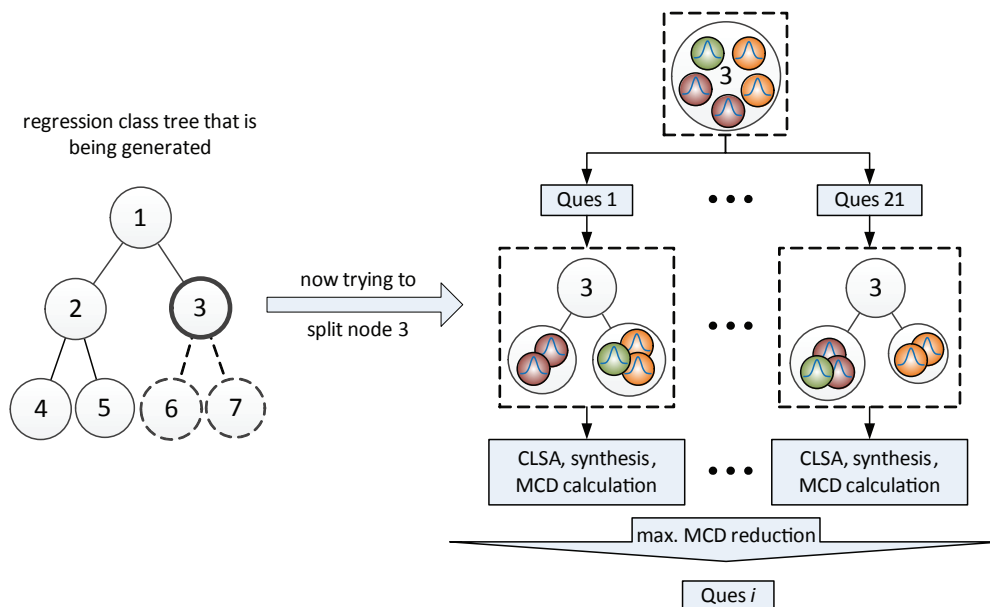 regression class tree that is
being generated
1
2
3
4
5
6
7
now trying to
split node 3
3
Ques 1
•••
Ques 21
3
•••
3
CLSA, synthesis,
MCD calculation
•••
CLSA, synthesis,
MCD calculation
max. MCD reduction
Ques i